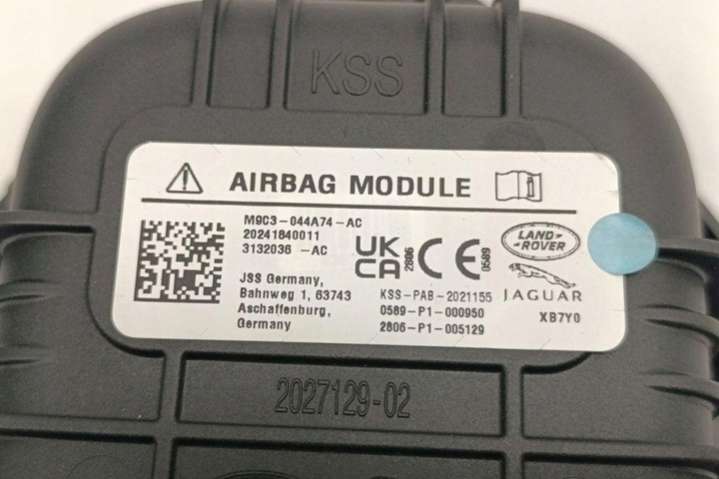 KSS
AIRBAG MODULE
M9C3-044A74-AC
20241840011
3132036 -AC
UK
CA
2806
CE
0589
LAND
ROVER
JAGUAR
JSS Germany,
Bahnweg 1, 63743
Aschaffenburg,
Germany
KSS-PAB-2021155
0589-P1-000950
2806-P1-005129
XB7Y0
2027129-02